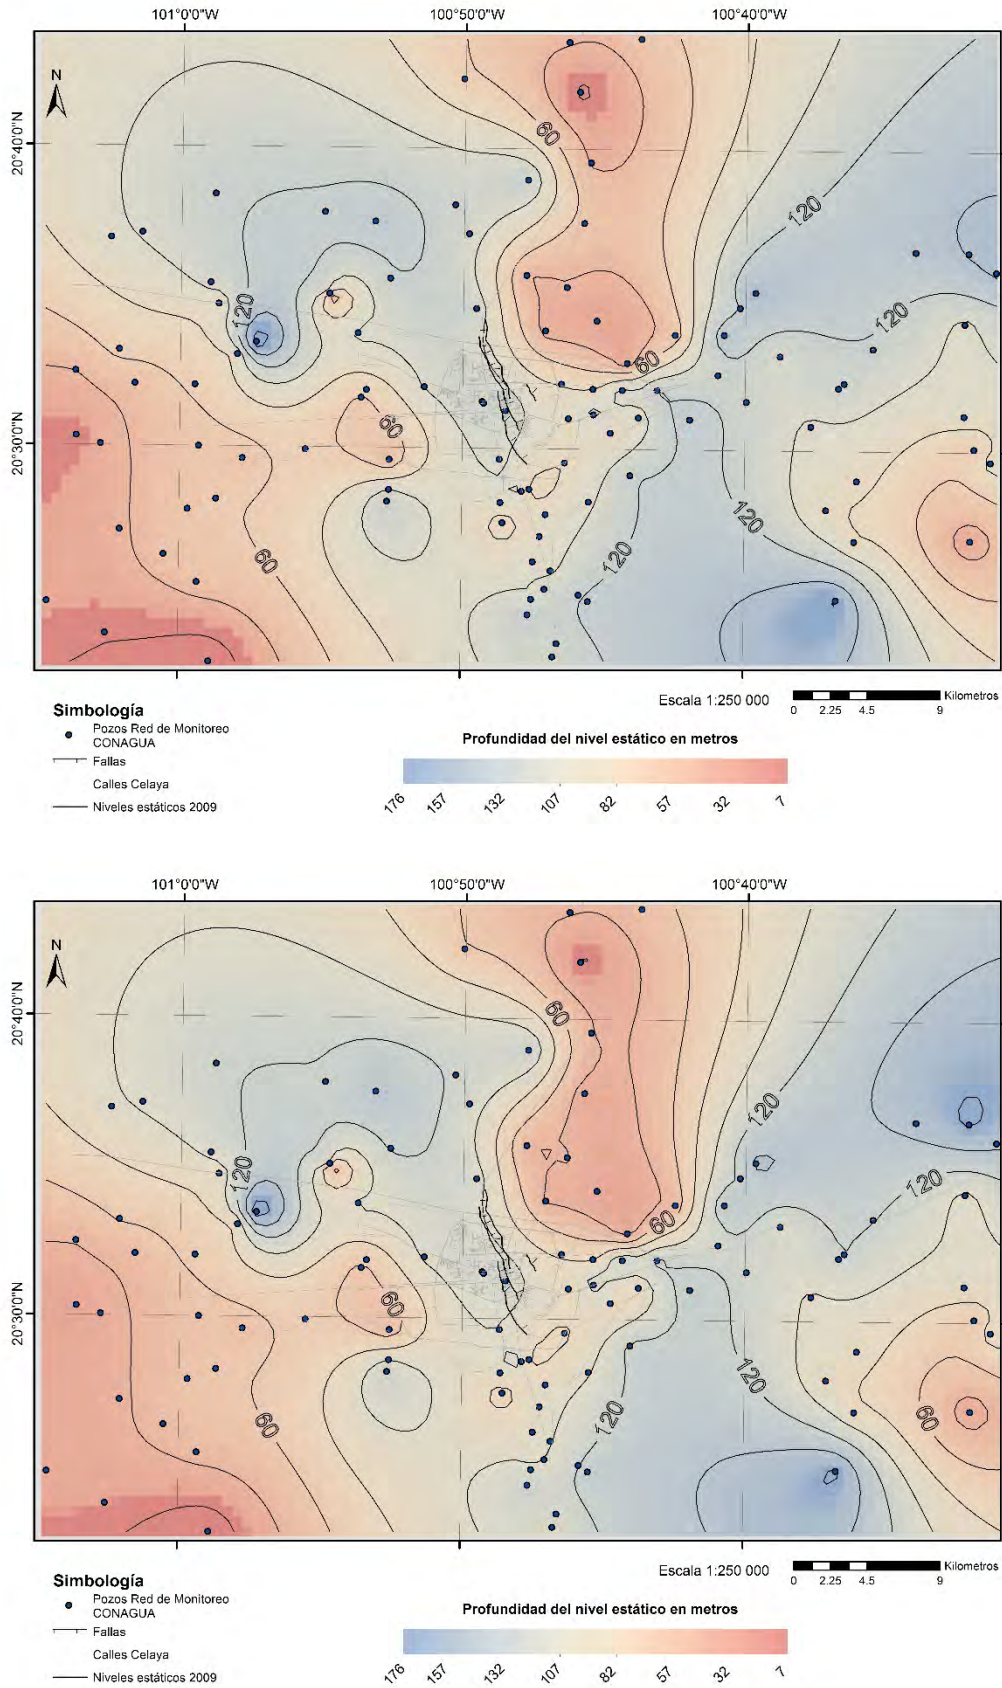 101°0'0"W 100°50'0"W 100°40'0"W
N
20°40'0"N
20°30'0"N
60
120
120
120
60
60
60
120
120
Escala 1:250 000
Kilometros
0 2.25 4.5 9
Simbología
Pozos Red de Monitoreo
CONAGUA
Fallas
Calles Celaya
Niveles estáticos 2009
Profundidad del nivel estático en metros
176 157 132 107 82 57 32 7
101°0'0"W 100°50'0"W 100°40'0"W
N
20°40'0"N
20°30'0"N
60
120
120
120
60
60
60
120
120
60
Escala 1:250 000
Kilometros
0 2.25 4.5 9
Simbología
Pozos Red de Monitoreo
CONAGUA
Fallas
Calles Celaya
Niveles estáticos 2009
Profundidad del nivel estático en metros
176 157 132 107 82 57 32 7